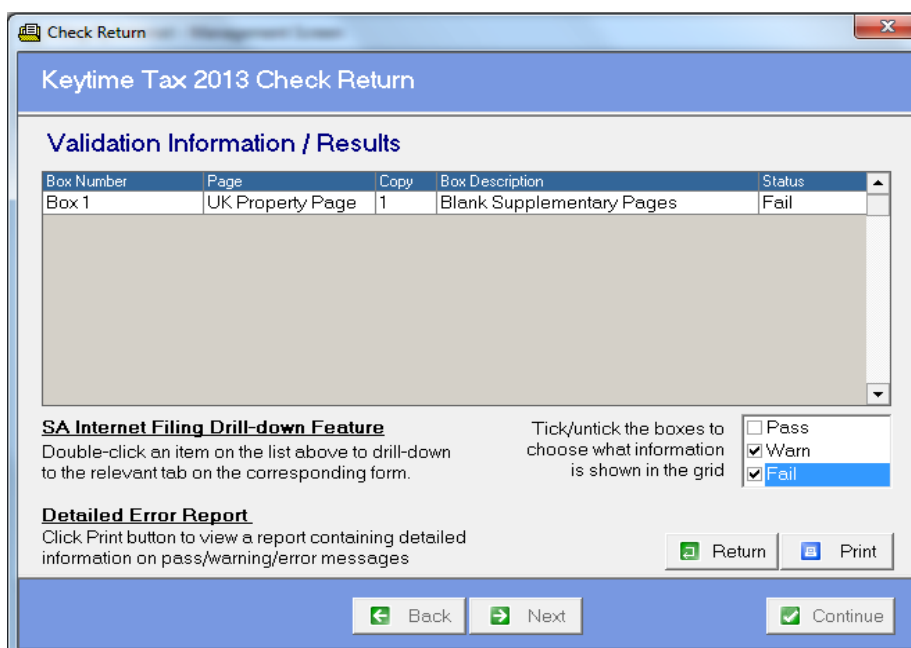 Check Return
Keytime Tax 2013 Check Return
Validation Information / Results
Box Number Page Copy Box Description Status
Box 1 UK Property Page 1 Blank Supplementary Pages Fail
SA Internet Filing Drill-down Feature
Double-click an item on the list above to drill-down
to the relevant tab on the corresponding form.
Tick/untick the boxes to
choose what information
is shown in the grid
Pass
Warn
Fail
Detailed Error Report
Click Print button to view a report containing detailed
information on pass/warning/error messages
Return Print
Back Next Continue